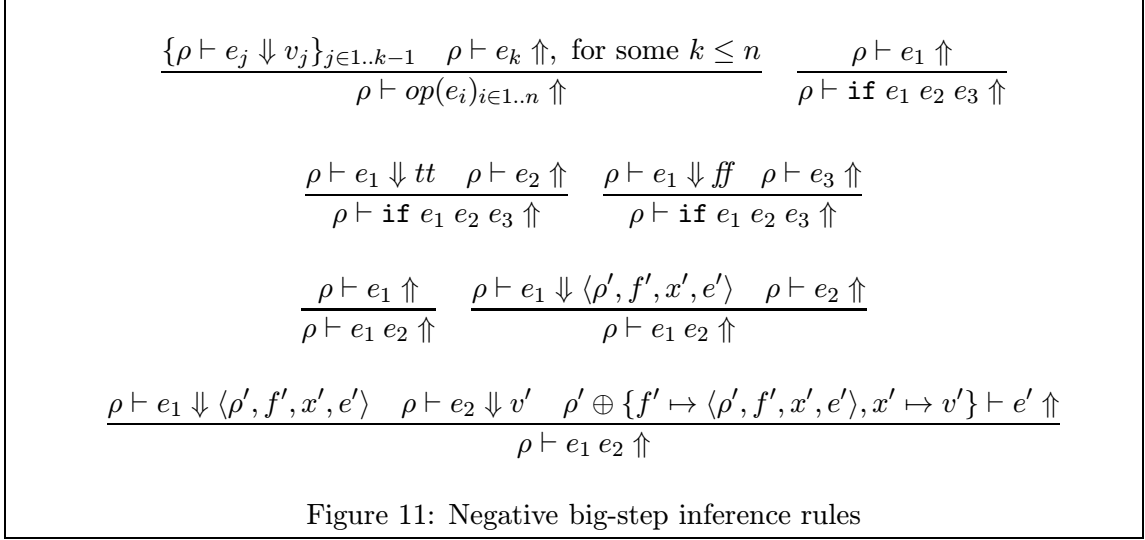 {ρ ⊢ e_j ⇓ v_j}_{j∈1..k−1} ρ ⊢ e_k ⇑, for some k ≤ n ρ ⊢ e_1 ⇑
ρ ⊢ op(e_i)_{i∈1..n} ⇑ ρ ⊢ if e_1 e_2 e_3 ⇑
ρ ⊢ e_1 ⇓ tt ρ ⊢ e_2 ⇑ ρ ⊢ e_1 ⇓ ff ρ ⊢ e_3 ⇑
ρ ⊢ if e_1 e_2 e_3 ⇑ ρ ⊢ if e_1 e_2 e_3 ⇑
ρ ⊢ e_1 ⇑ ρ ⊢ e_1 ⇓ ⟨ρ′, f′, x′, e′⟩ ρ ⊢ e_2 ⇑
ρ ⊢ e_1 e_2 ⇑ ρ ⊢ e_1 e_2 ⇑
ρ ⊢ e_1 ⇓ ⟨ρ′, f′, x′, e′⟩ ρ ⊢ e_2 ⇓ v′ ρ′ ⊕ {f′ ↦ ⟨ρ′, f′, x′, e′⟩, x′ ↦ v′} ⊢ e′ ⇑
ρ ⊢ e_1 e_2 ⇑
Figure 11: Negative big-step inference rules